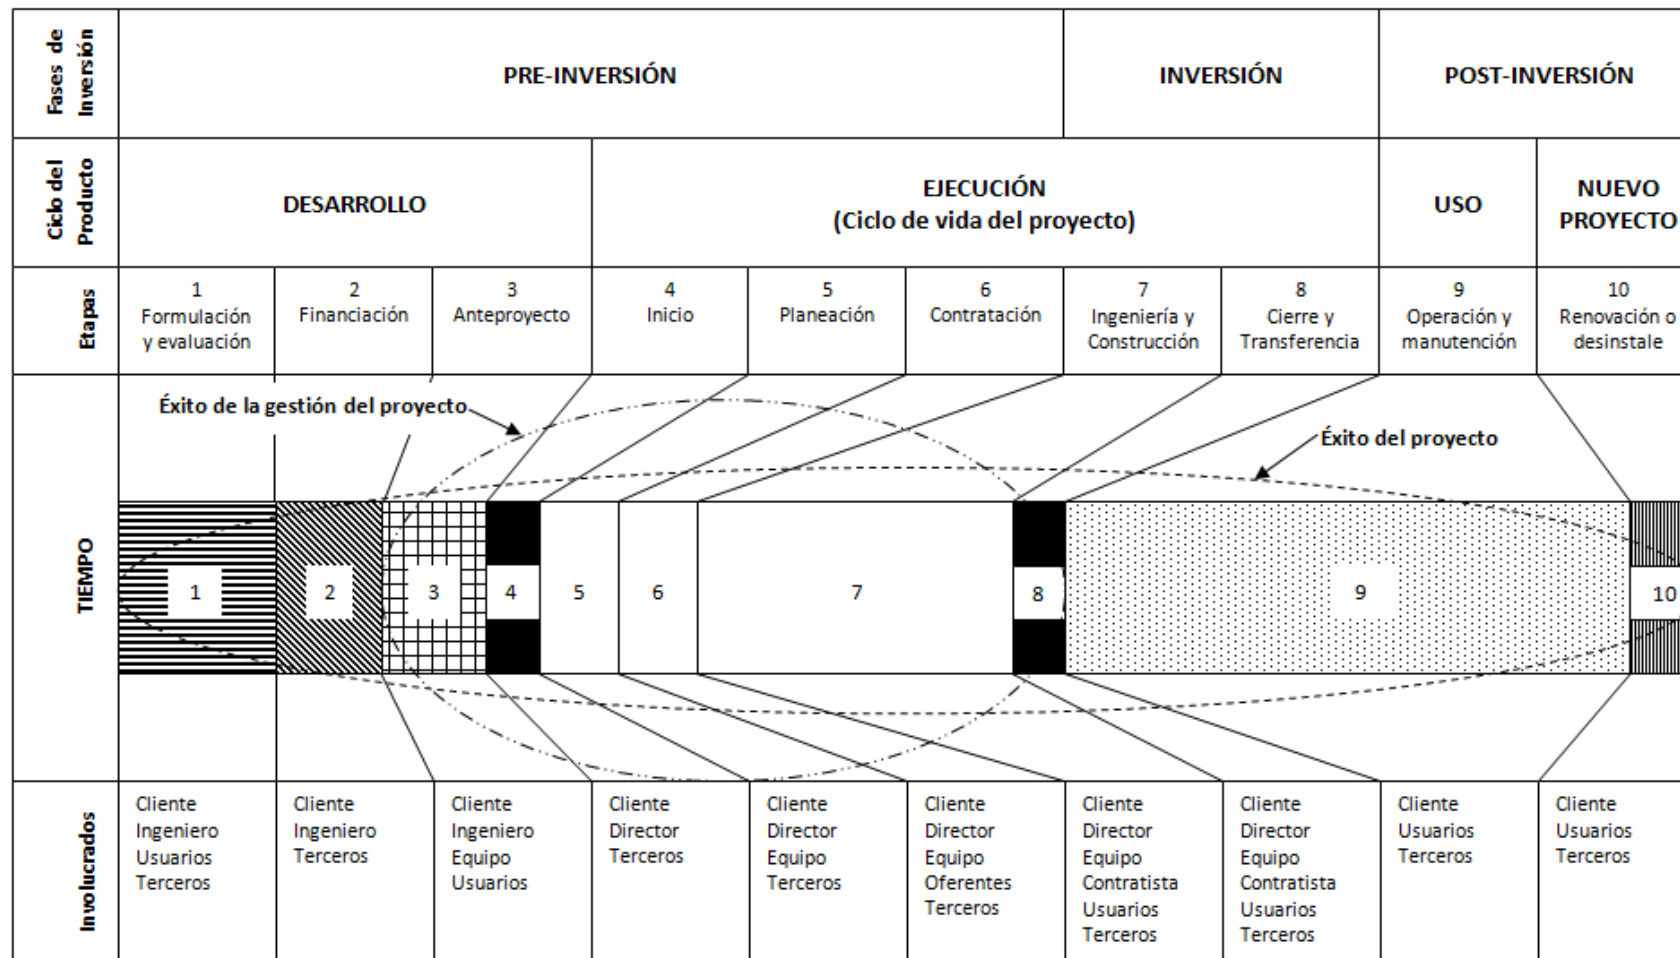 Fases de
Inversión
PRE-INVERSIÓN
INVERSIÓN
POST-INVERSIÓN
Ciclo del
Producto
DESARROLLO
EJECUCIÓN
(Ciclo de vida del proyecto)
USO
NUEVO
PROYECTO
Etapas
1
Formulación
y evaluación
2
Financiación
3
Anteproyecto
4
Inicio
5
Planeación
6
Contratación
7
Ingeniería y
Construcción
8
Cierre y
Transferencia
9
Operación y
manutención
10
Renovación o
desinstale
TIEMPO
Éxito de la gestión del proyecto
Éxito del proyecto
1
2
3
4
5
6
7
8
9
10
Involucrados
Cliente
Ingeniero
Usuarios
Terceros
Cliente
Ingeniero
Terceros
Cliente
Ingeniero
Equipo
Usuarios
Cliente
Director
Terceros
Cliente
Director
Equipo
Terceros
Cliente
Director
Equipo
Oferentes
Terceros
Cliente
Director
Equipo
Contratista
Usuarios
Terceros
Cliente
Director
Equipo
Contratista
Usuarios
Terceros
Cliente
Usuarios
Terceros
Cliente
Usuarios
Terceros